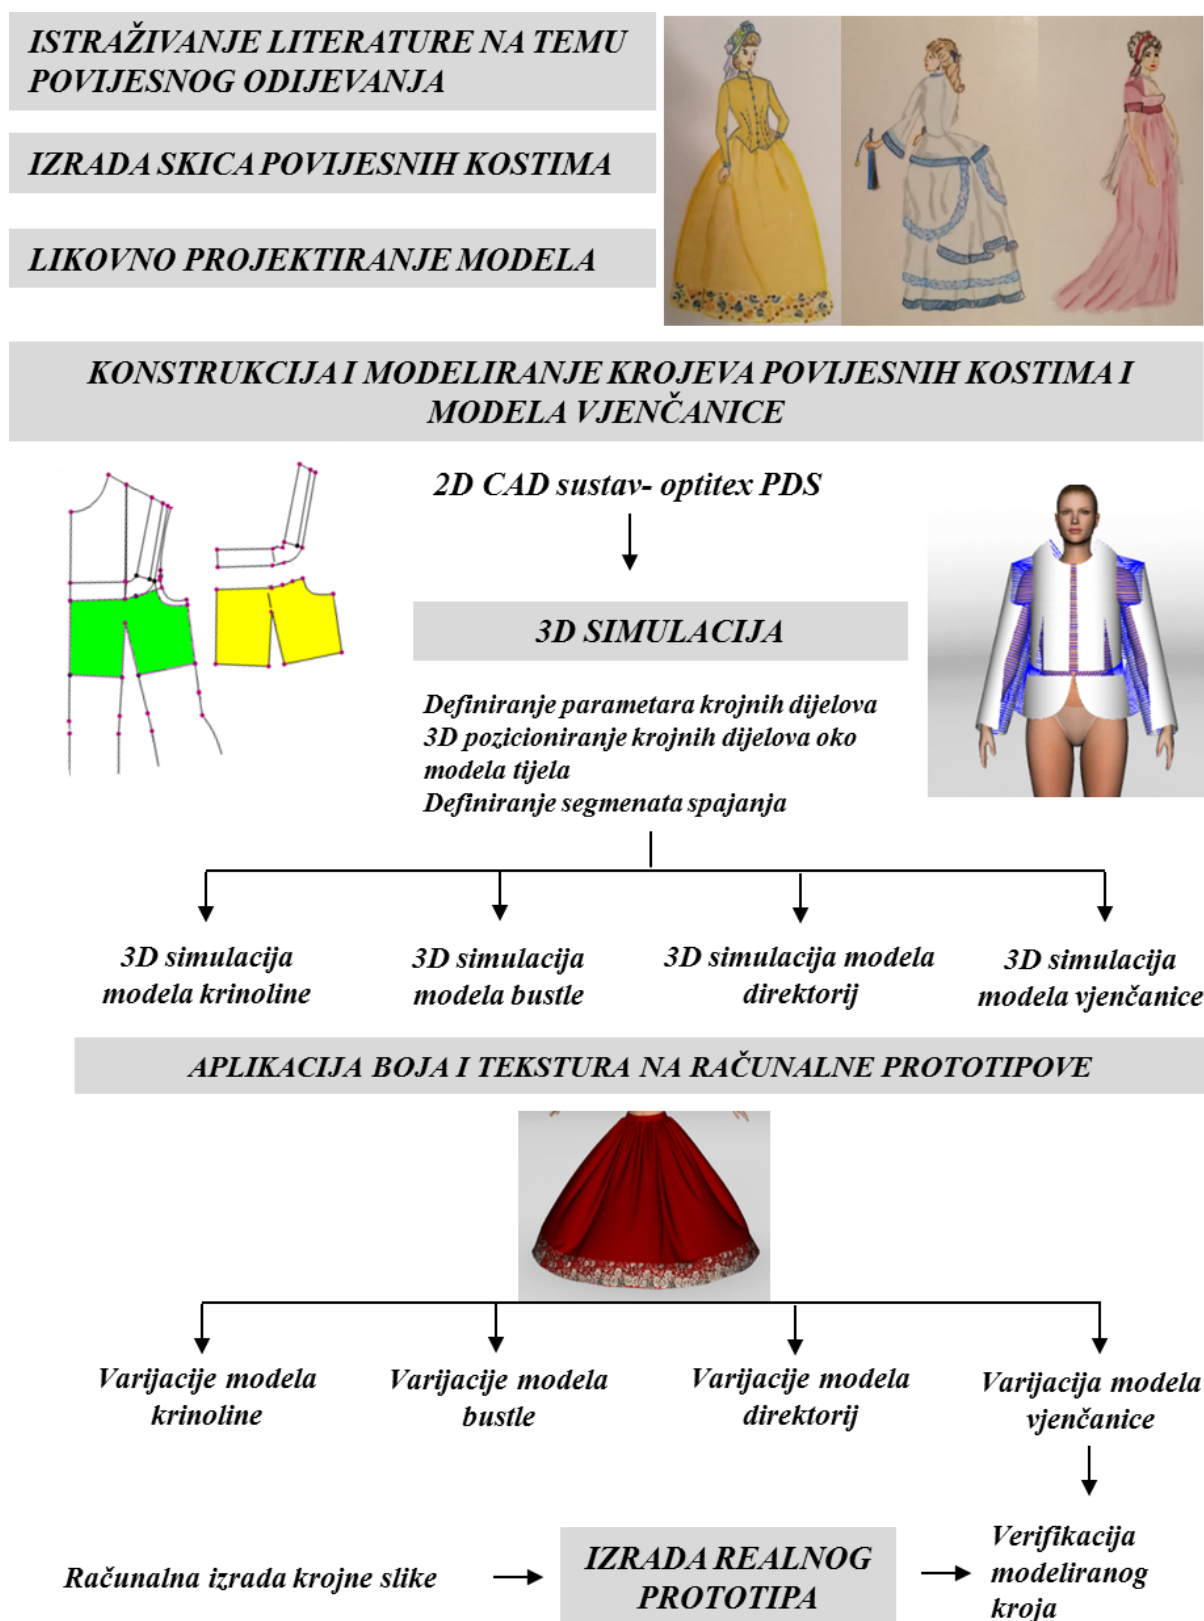 ISTRAŽIVANJE LITERATURE NA TEMU
POVIJESNOG ODIJEVANJA
IZRADA SKICA POVIJESNIH KOSTIMA
LIKOVNO PROJEKTIRANJE MODELA
KONSTRUKCIJA I MODELIRANJE KROJEVA POVIJESNIH KOSTIMA I
MODELA VJENČANICE
2D CAD sustav- optitex PDS
3D SIMULACIJA
Definiranje parametara krojnih dijelova
3D pozicioniranje krojnih dijelova oko
modela tijela
Definiranje segmenata spajanja
3D simulacija
modela krinoline
3D simulacija
modela bustle
3D simulacija modela
direktorij
3D simulacija
modela vjenčanice
APLIKACIJA BOJA I TEKSTURA NA RAČUNALNE PROTOTIPOVE
Varijacije modela
krinoline
Varijacije modela
bustle
Varijacije modela
direktorij
Varijacija modela
vjenčanice
Računalna izrada krojne slike
IZRADA REALNOG
PROTOTIPA
Verifikacija
modeliranog
kroja